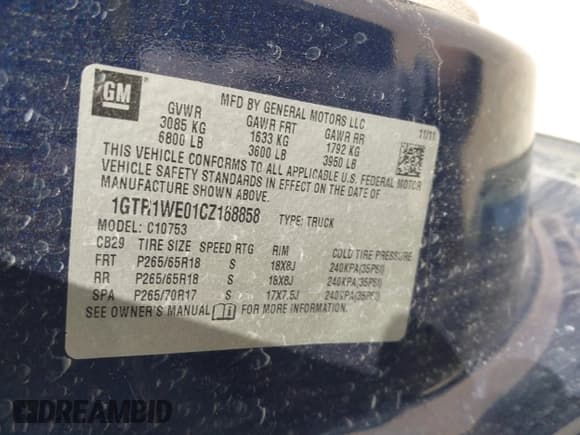 GM
MFD BY GENERAL MOTORS LLC 11/11
GVWR GAWR FRT GAWR RR
3085 KG 1633 KG 1792 KG
6800 LB 3600 LB 3950 LB
THIS VEHICLE CONFORMS TO ALL APPLICABLE U.S. FEDERAL MOTOR
VEHICLE SAFETY STANDARDS IN EFFECT ON THE DATE OF
MANUFACTURE SHOWN ABOVE.
1GTR1WE01CZ168858 TYPE: TRUCK
MODEL: C10753
CB29 TIRE SIZE SPEED RTG RIM COLD TIRE PRESSURE
FRT P265/65R18 S 18X8J 240KPA(35PSI)
RR P265/65R18 S 18X8J 240KPA(35PSI)
SPA P265/70R17 S 17X7.5J 240KPA(35PSI)
SEE OWNER'S MANUAL FOR MORE INFORMATION.
DREAMBID